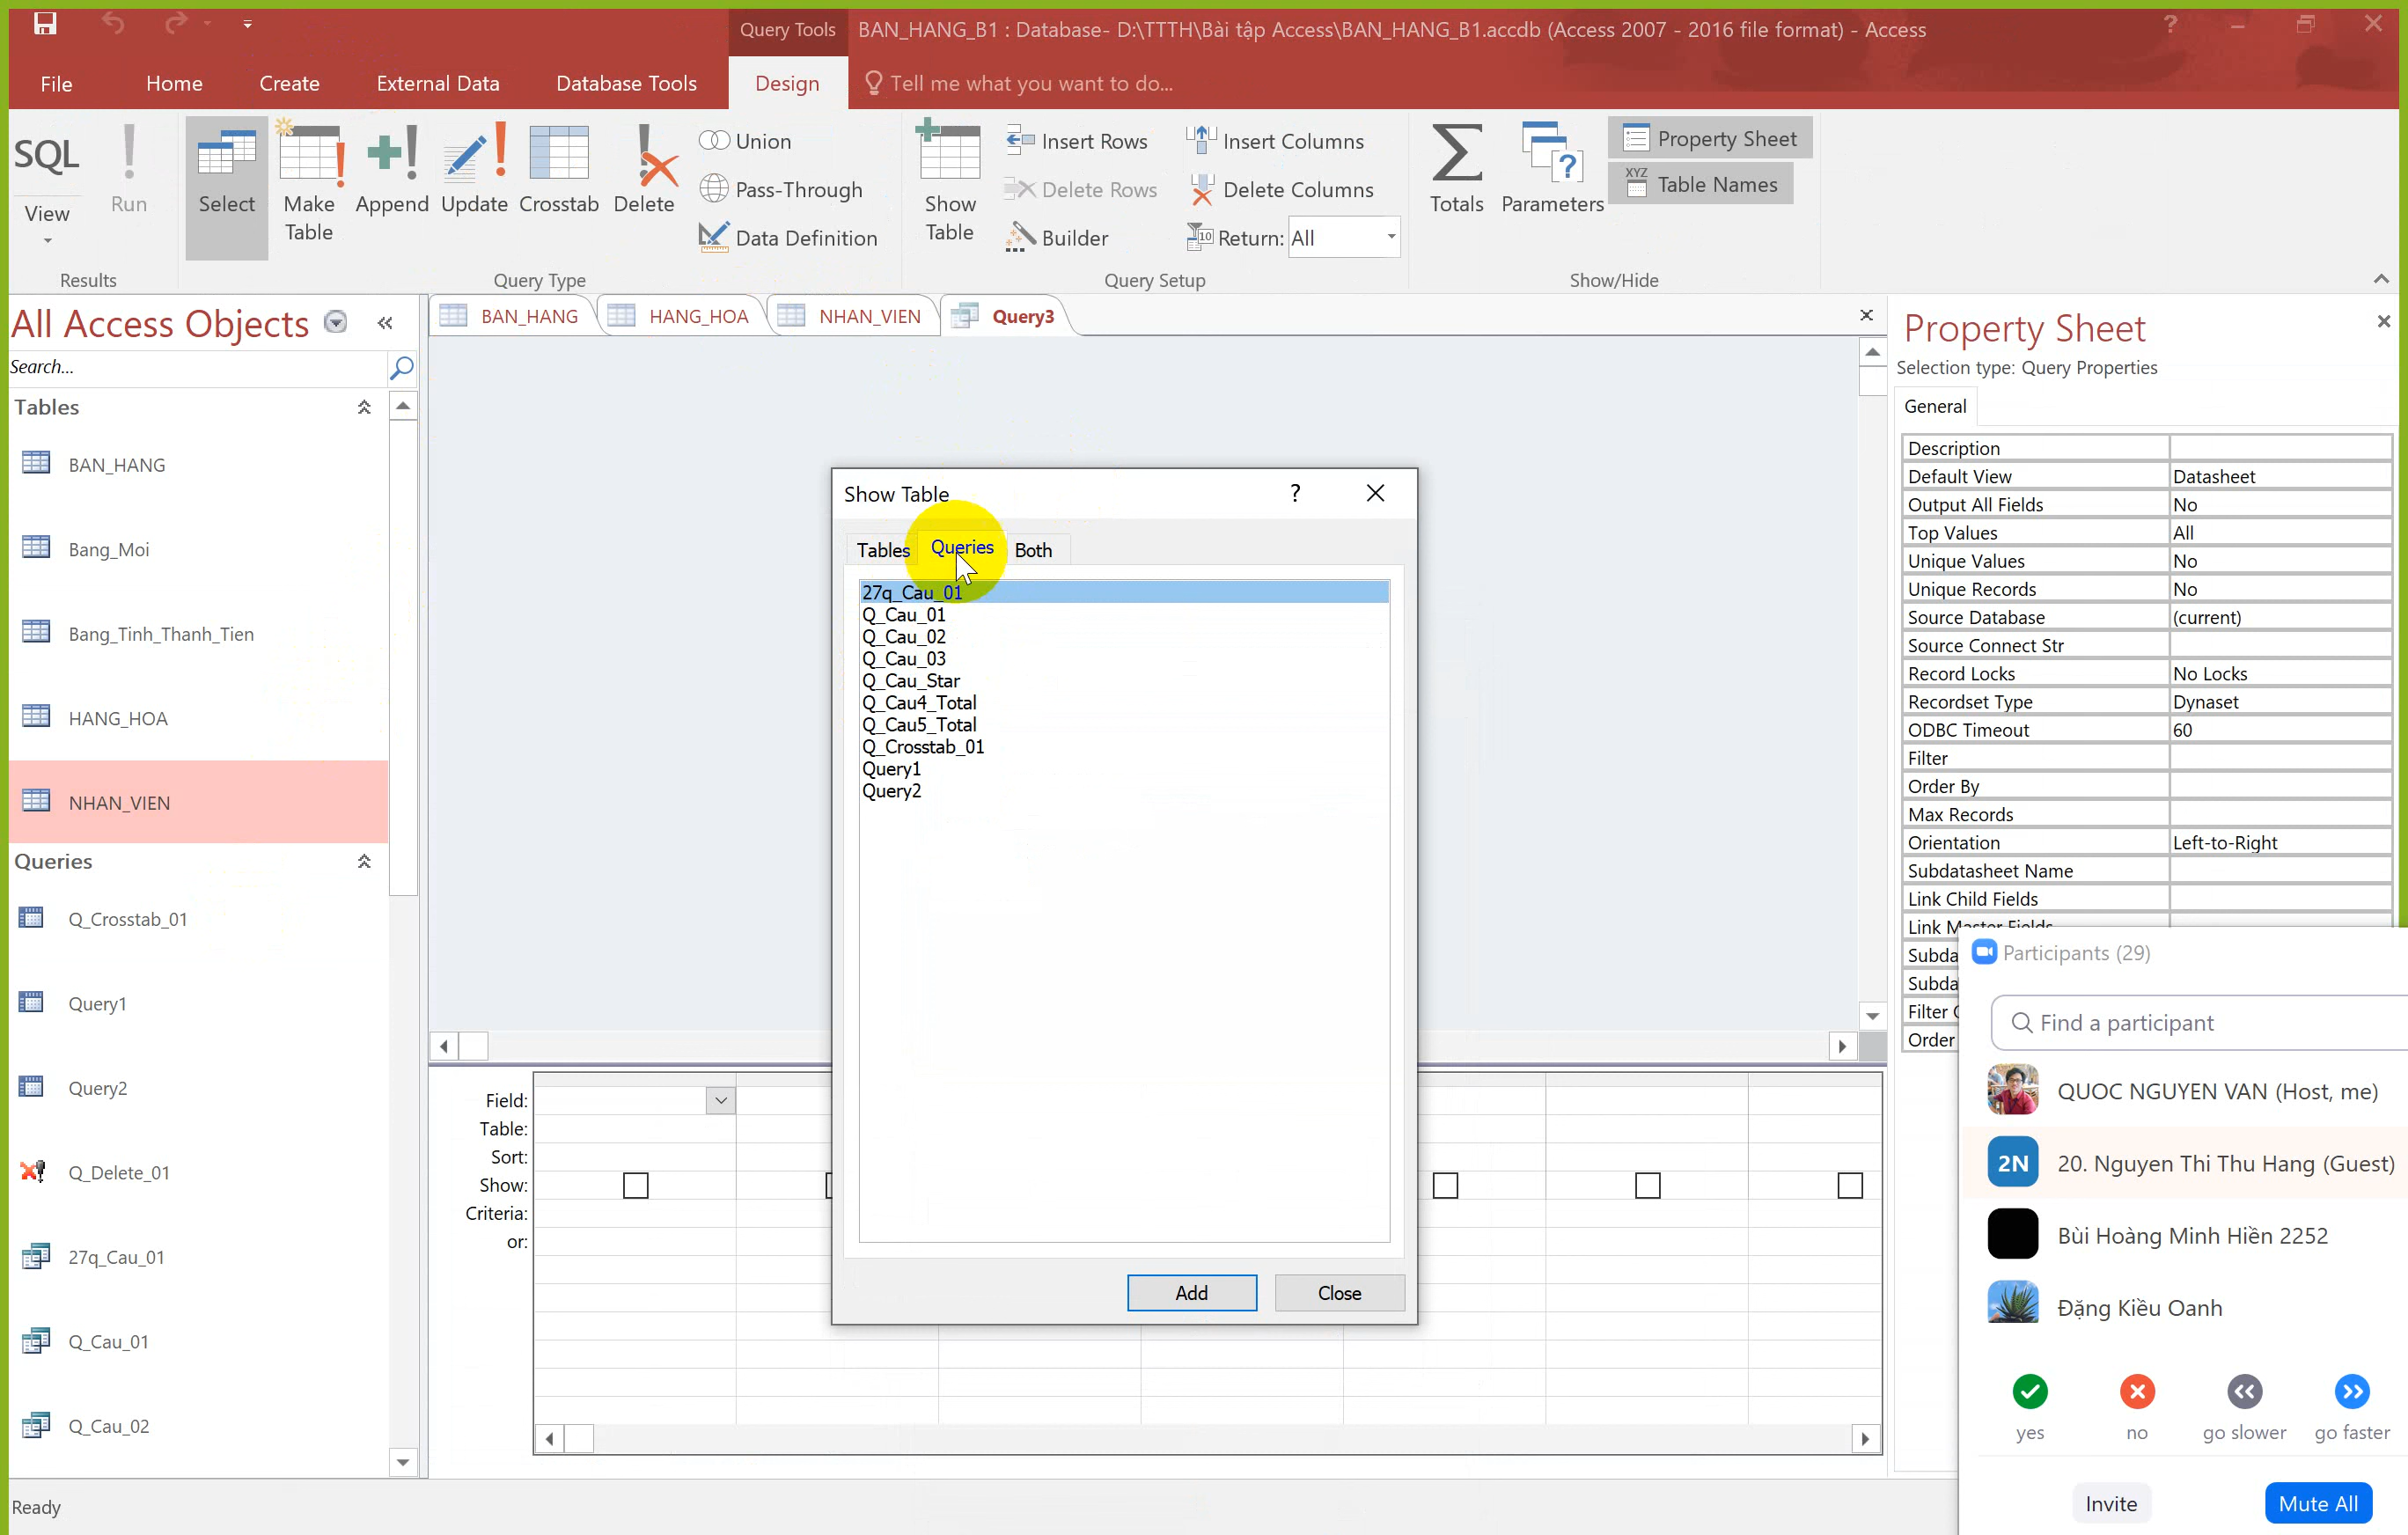 Query Tools
BAN_HANG_B1 : Database- D:\TTTH\Bài tập Access\BAN_HANG_B1.accdb (Access 2007 - 2016 file format) - Access
?
File
Home
Create
External Data
Database Tools
Design
Tell me what you want to do...
SQL
View
Run
Select
Make Table
Append
Update
Crosstab
Delete
Union
Pass-Through
Data Definition
Show Table
Insert Rows
Delete Rows
Builder
Insert Columns
Delete Columns
Return: All
Totals
Parameters
Property Sheet
XYZ Table Names
Results
Query Type
Query Setup
Show/Hide
All Access Objects
Search...
Tables
BAN_HANG
Bang_Moi
Bang_Tinh_Thanh_Tien
HANG_HOA
NHAN_VIEN
Queries
Q_Crosstab_01
Query1
Query2
Q_Delete_01
27q_Cau_01
Q_Cau_01
Q_Cau_02
BAN_HANG
HANG_HOA
NHAN_VIEN
Query3
Show Table
?
Tables
Queries
Both
27q_Cau_01
Q_Cau_01
Q_Cau_02
Q_Cau_03
Q_Cau_Star
Q_Cau4_Total
Q_Cau5_Total
Q_Crosstab_01
Query1
Query2
Add
Close
Field:
Table:
Sort:
Show:
Criteria:
or:
Property Sheet
Selection type: Query Properties
General
Description
Default View Datasheet
Output All Fields No
Top Values All
Unique Values No
Unique Records No
Source Database (current)
Source Connect Str
Record Locks No Locks
Recordset Type Dynaset
ODBC Timeout 60
Filter
Order By
Max Records
Orientation Left-to-Right
Subdatasheet Name
Link Child Fields
Link Master Fields
Subda
Subda
Filter
Order
Participants (29)
Find a participant
QUOC NGUYEN VAN (Host, me)
2N
20. Nguyen Thi Thu Hang (Guest)
Bùi Hoàng Minh Hiền 2252
Đặng Kiều Oanh
yes
no
go slower
go faster
Invite
Mute All
Ready